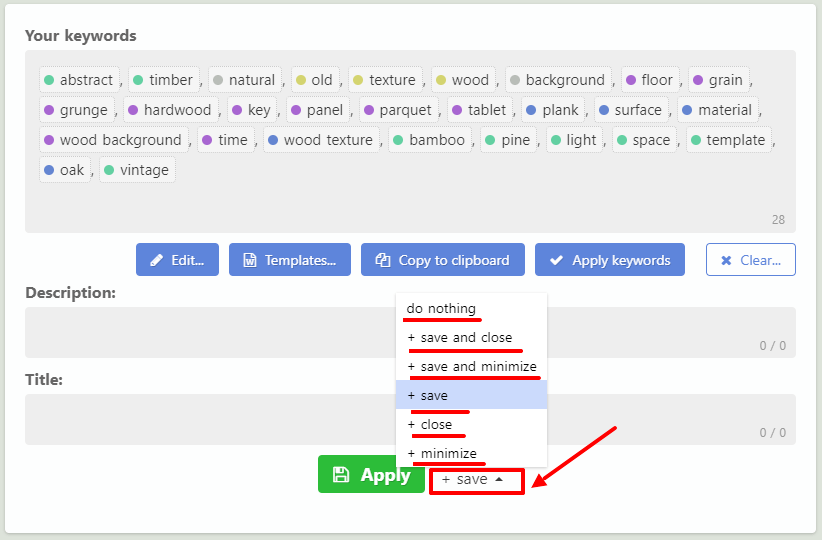 Your keywords
abstract, timber, natural, old, texture, wood, background, floor, grain,
grunge, hardwood, key, panel, parquet, tablet, plank, surface, material,
wood background, time, wood texture, bamboo, pine, light, space, template,
oak, vintage
28
Edit... Templates... Copy to clipboard Apply keywords Clear...
Description:
0 / 0
Title:
0 / 0
do nothing
+ save and close
+ save and minimize
+ save
+ close
+ minimize
Apply + save